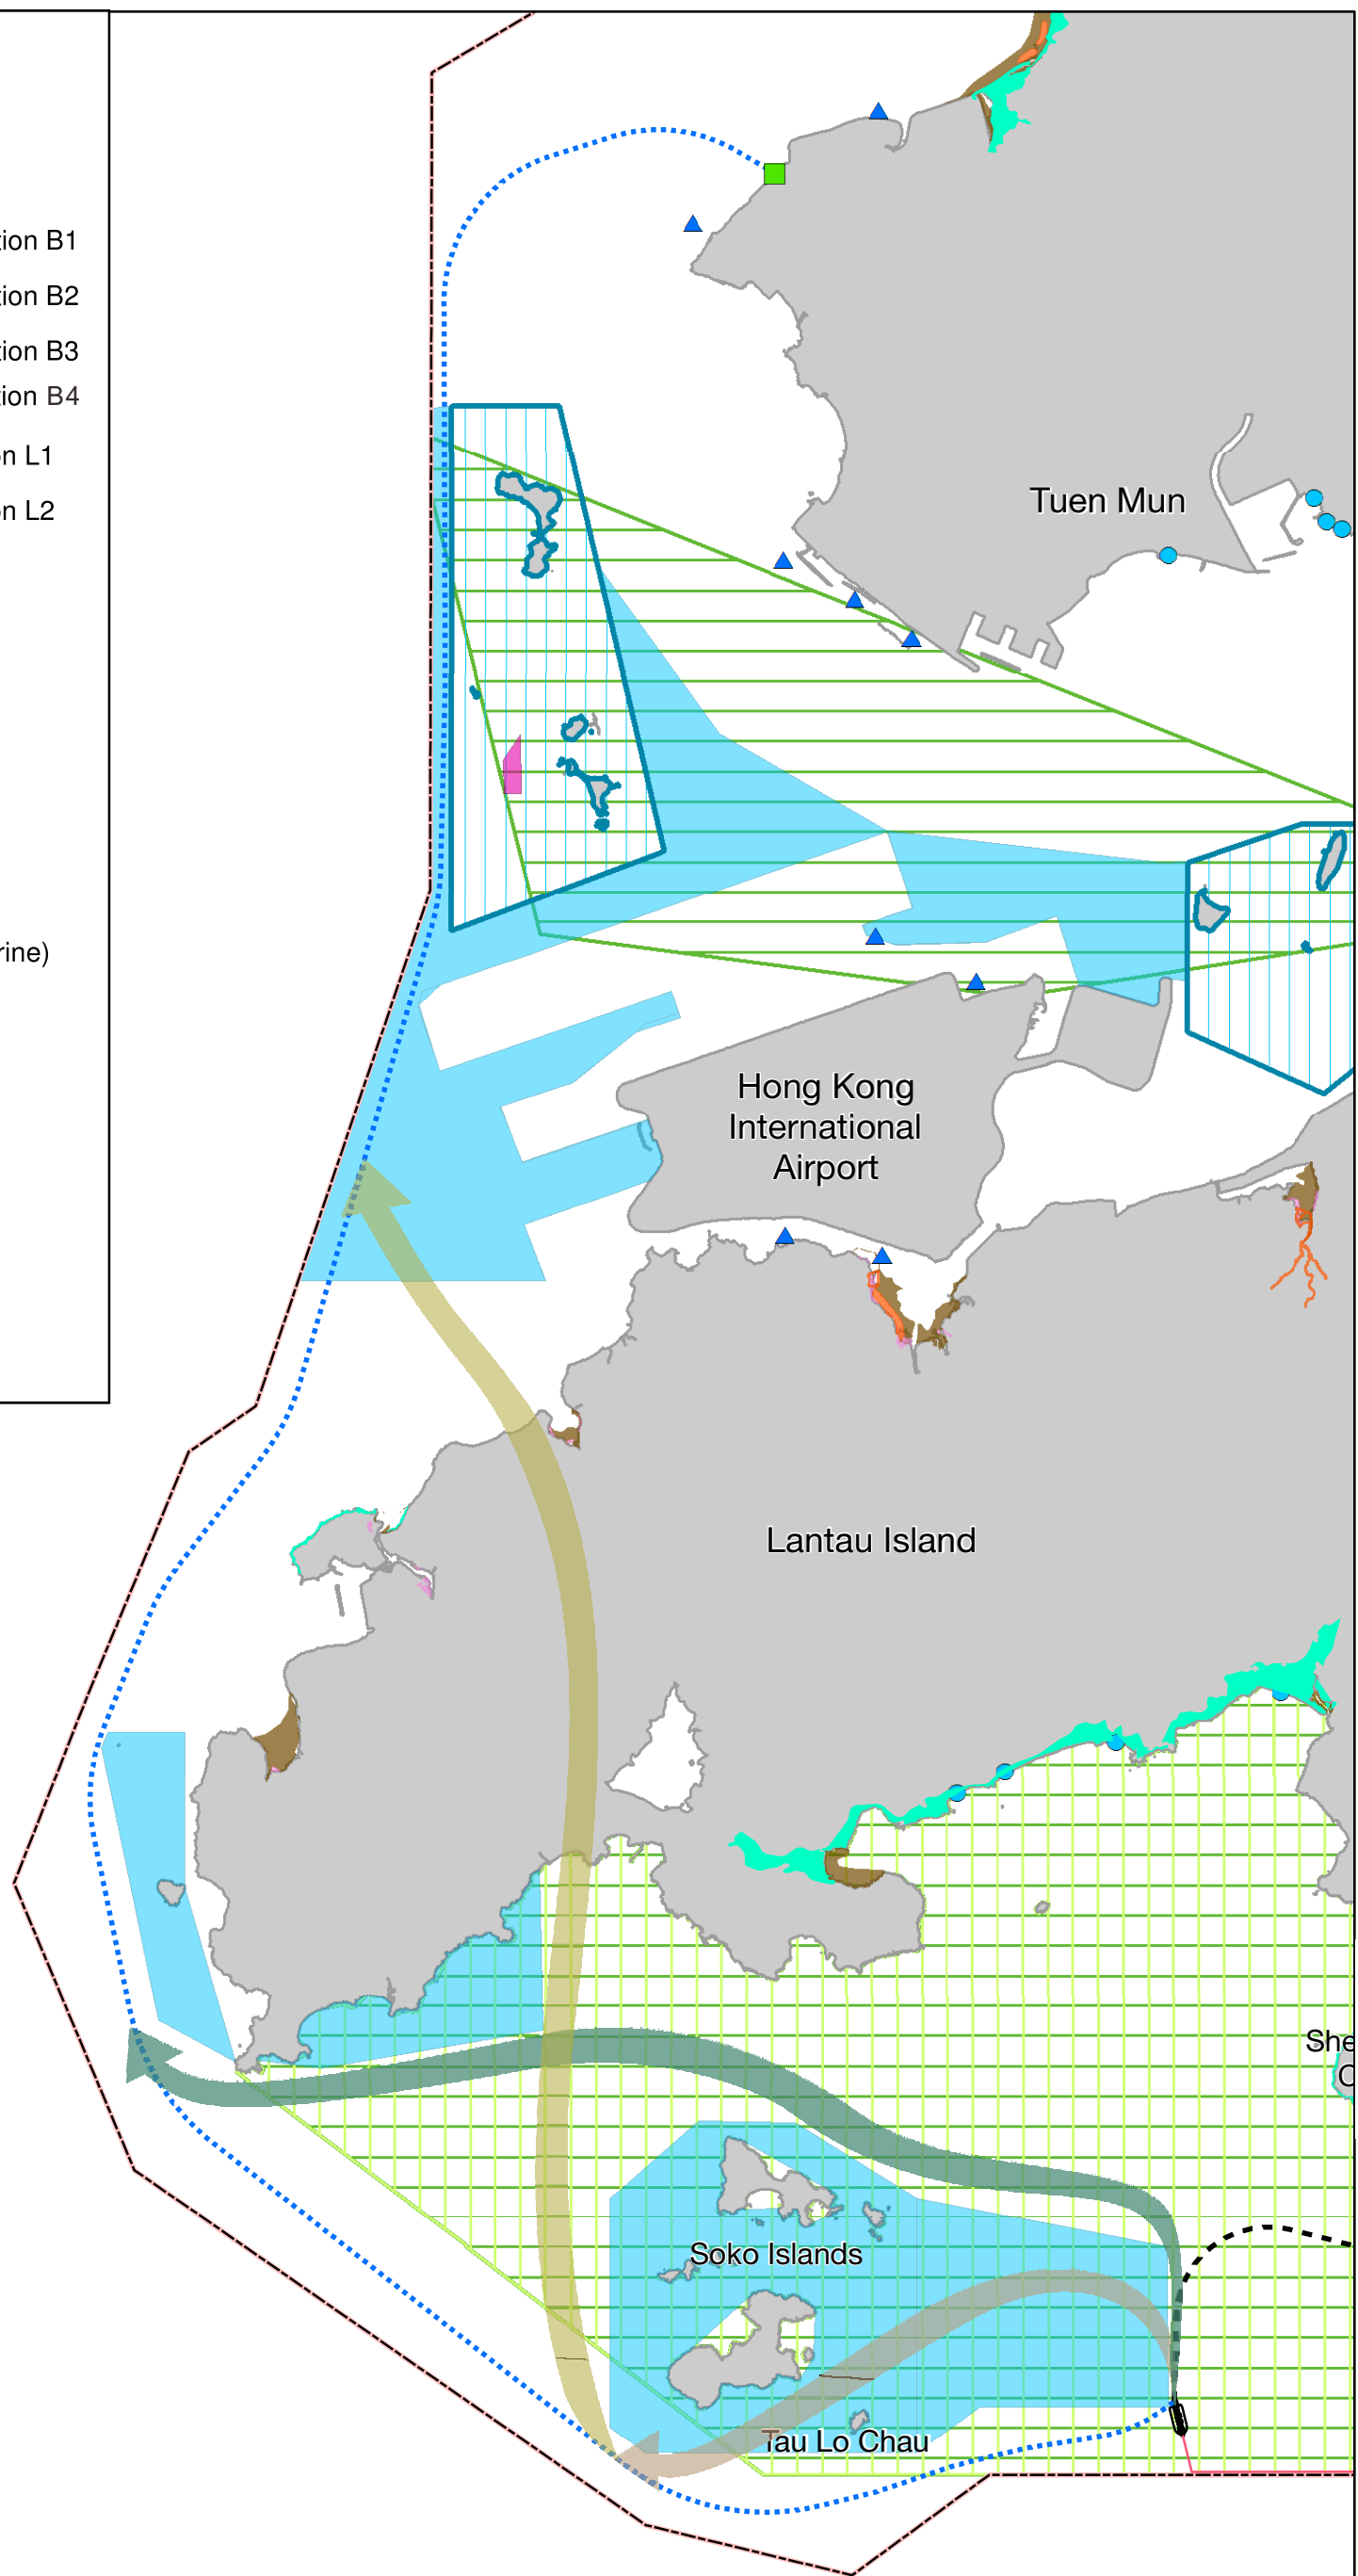 tion B1
tion B2
tion B3
tion B4
n L1
n L2
rine)
Tuen Mun
Hong Kong
International
Airport
Lantau Island
She
C
Soko Islands
Tau Lo Chau